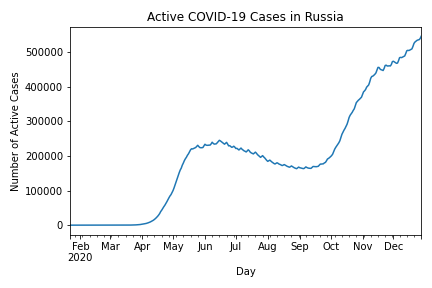 Active COVID-19 Cases in Russia
500000
400000
300000
200000
100000
0
Number of Active Cases
Feb Mar Apr May Jun Jul Aug Sep Oct Nov Dec
2020
Day